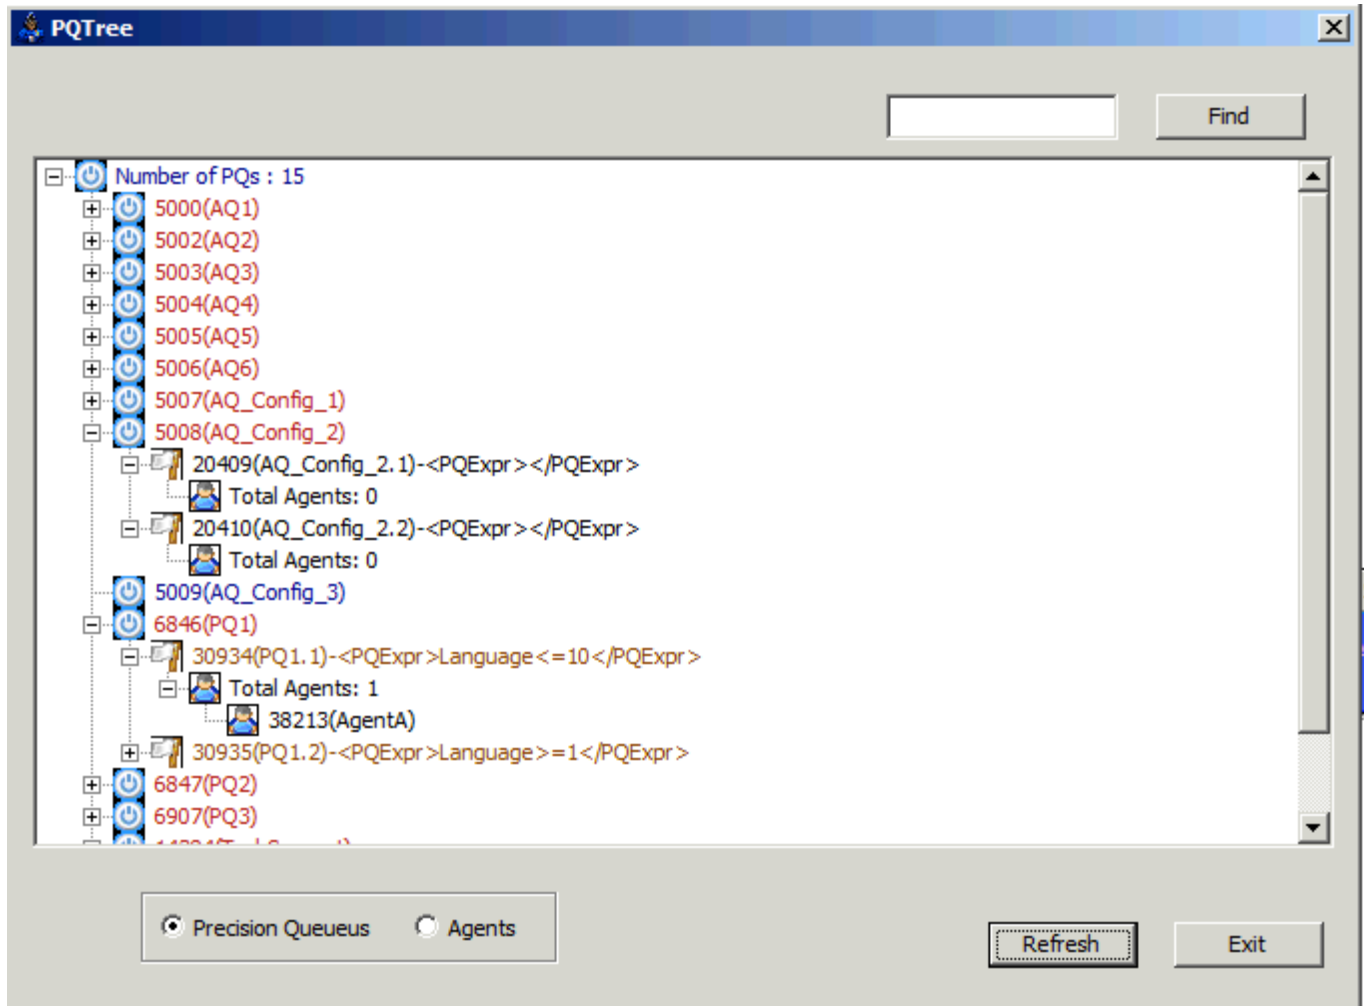 PQTree
Find
Number of PQs : 15
5000(AQ1)
5002(AQ2)
5003(AQ3)
5004(AQ4)
5005(AQ5)
5006(AQ6)
5007(AQ_Config_1)
5008(AQ_Config_2)
20409(AQ_Config_2.1)-<PQExpr></PQExpr>
Total Agents: 0
20410(AQ_Config_2.2)-<PQExpr></PQExpr>
Total Agents: 0
5009(AQ_Config_3)
6846(PQ1)
30934(PQ1.1)-<PQExpr>Language<=10</PQExpr>
Total Agents: 1
38213(AgentA)
30935(PQ1.2)-<PQExpr>Language>=1</PQExpr>
6847(PQ2)
6907(PQ3)
Precision Queueus
Agents
Refresh
Exit